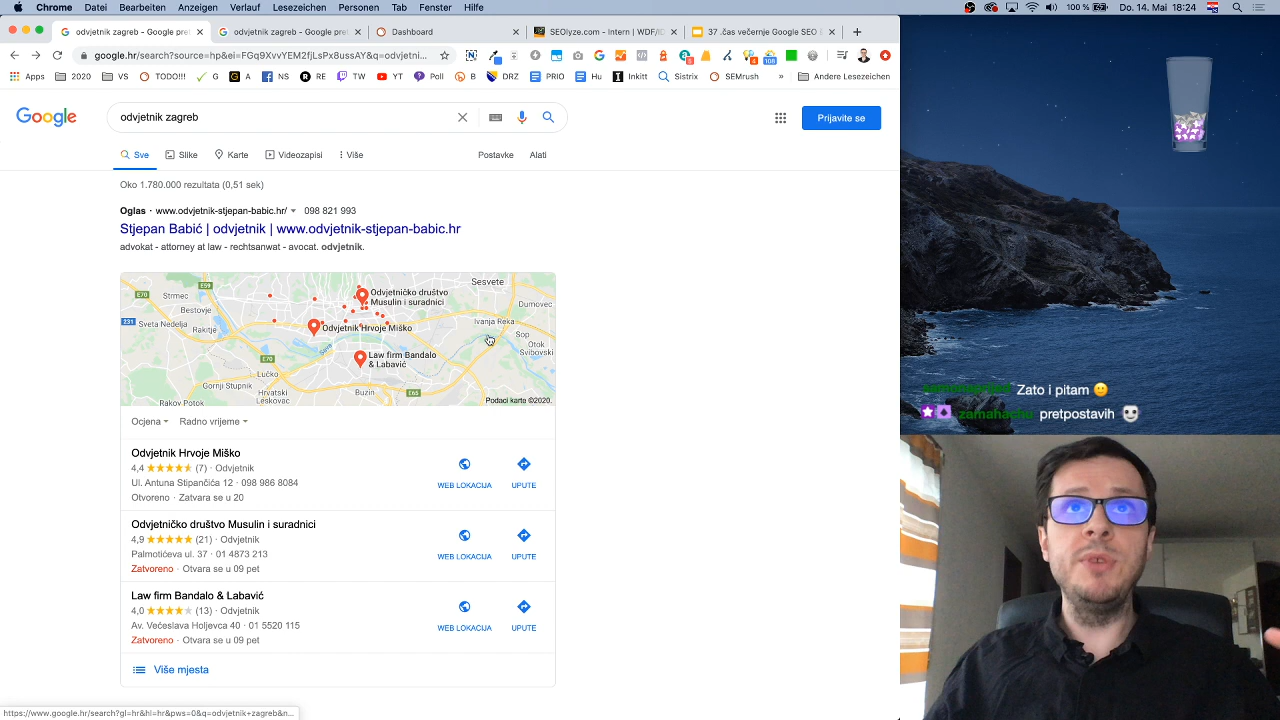 Chrome Datei Bearbeiten Anzeigen Verlauf Lesezeichen Personen Tab Fenster Hilfe 100 % Do. 14. Mai 18:24
odvjetnik zagreb - Google pre odvjetnik zagreb - Google pr Dashboard SEOlyze.com - Intern | WDF/ID 37 .čas večernje Google SEO
google.hr/search?source=hp&ei=FGq9XvvYEM2fjLsPx8ussAY&q=odvjetni...
Apps 2020 VS TODO!!! G A NS RE TW YT Poll B DRZ PRIO Hu Inkitt Sistrix SEmrush » Andere Lesezeichen
Google odvjetnik zagreb Prijavite se
Sve Slike Karte Videozapisi Više Postavke Alati
Oko 1.780.000 rezultata (0,51 sek)
Oglas · www.odvjetnik-stjepan-babic.hr/ 098 821 993
Stjepan Babić | odvjetnik | www.odvjetnik-stjepan-babic.hr
advokat - attorney at law - rechtsanwat - avocat. odvjetnik.
Sesvete
E59
E70
Strmec
Odvjetničko društvo
Musulin i suradnici
Dumovec
Bestovje
231
Sveta Nedelja
Rakitje
Odvjetnik Hrvoje Miško
Ivanja Reka
Sop
Otok
Svibovski
E70
Law firm Bandalo
& Labavić
Lučko
Gornji Stupnik
Hrvatski
Leskovac
Buzin
E65
Rakov Potok
Podaci karte ©2020.
Ocjena Radno vrijeme
Odvjetnik Hrvoje Miško
4,4 (7) · Odvjetnik
Ul. Antuna Stipančića 12 · 098 986 8084
Otvoreno · Zatvara se u 20
WEB LOKACIJA UPUTE
Odvjetničko društvo Musulin i suradnici
4,9 (21) · Odvjetnik
Palmotićeva ul. 37 · 01 4873 213
Zatvoreno · Otvara se u 09 pet
WEB LOKACIJA UPUTE
Law firm Bandalo & Labavić
4,0 (13) · Odvjetnik
Av. Većeslava Holjevca 40 · 01 5520 115
Zatvoreno · Otvara se u 09 pet
WEB LOKACIJA UPUTE
Više mjesta
https://www.google.hr/search?gl=hr&hl=hr&pws=0&q=odvjetnik+zagreb&n...
Zato i pitam
zamahachu pretpostavih